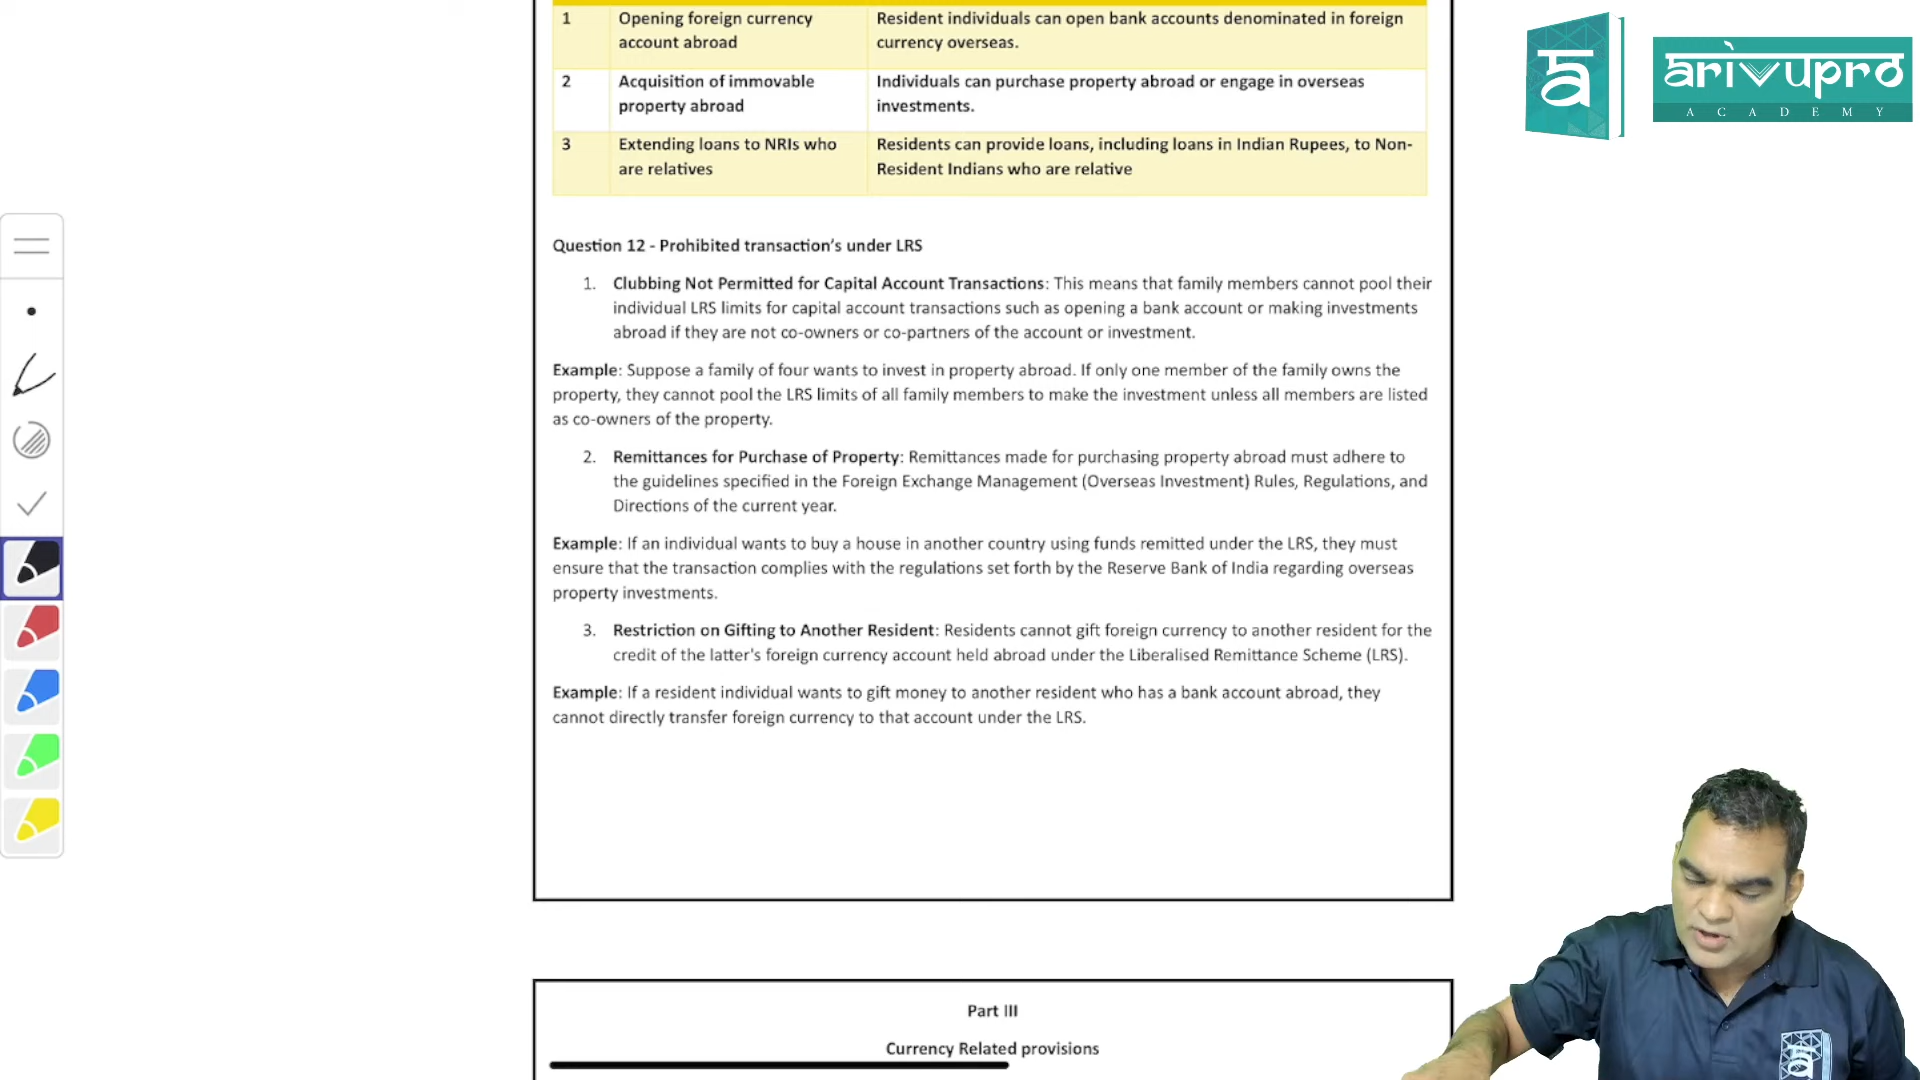 1 Opening foreign currency account abroad Resident individuals can open bank accounts denominated in foreign currency overseas.
2 Acquisition of immovable property abroad Individuals can purchase property abroad or engage in overseas investments.
3 Extending loans to NRIs who are relatives Residents can provide loans, including loans in Indian Rupees, to Non-Resident Indians who are relative
Question 12 - Prohibited transaction's under LRS
1. Clubbing Not Permitted for Capital Account Transactions: This means that family members cannot pool their
individual LRS limits for capital account transactions such as opening a bank account or making investments
abroad if they are not co-owners or co-partners of the account or investment.
Example: Suppose a family of four wants to invest in property abroad. If only one member of the family owns the
property, they cannot pool the LRS limits of all family members to make the investment unless all members are listed
as co-owners of the property.
2. Remittances for Purchase of Property: Remittances made for purchasing property abroad must adhere to
the guidelines specified in the Foreign Exchange Management (Overseas Investment) Rules, Regulations, and
Directions of the current year.
Example: If an individual wants to buy a house in another country using funds remitted under the LRS, they must
ensure that the transaction complies with the regulations set forth by the Reserve Bank of India regarding overseas
property investments.
3. Restriction on Gifting to Another Resident: Residents cannot gift foreign currency to another resident for the
credit of the latter's foreign currency account held abroad under the Liberalised Remittance Scheme (LRS).
Example: If a resident individual wants to gift money to another resident who has a bank account abroad, they
cannot directly transfer foreign currency to that account under the LRS.
Part III
Currency Related provisions
arivupro
ACADEMY